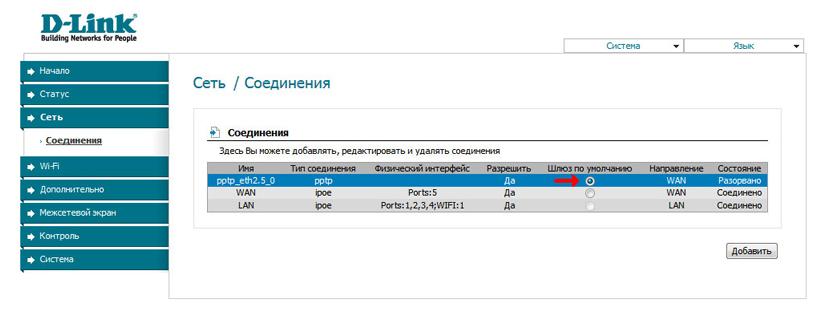 D-Link
Building Networks for People
Система
Язык
Начало
Статус
Сеть
Соединения
Wi-Fi
Дополнительно
Межсетевой экран
Контроль
Система
Сеть / Соединения
Соединения
Здесь Вы можете добавлять, редактировать и удалять соединения
Имя Тип соединения Физический интерфейс Разрешить Шлюз по умолчанию Направление Состояние
pptp_eth2.5_0 pptp Да WAN Разорвано
WAN ipoe Ports:5 Да WAN Соединено
LAN ipoe Ports:1,2,3,4;WIFI:1 Да LAN Соединено
Добавить